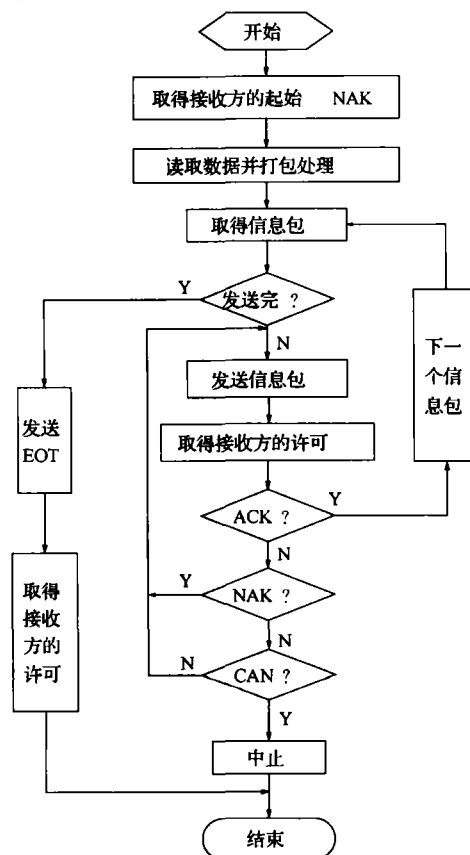 开始
取得接收方的起始 NAK
读取数据并打包处理
取得信息包
发送完？
Y
N
发送信息包
下一
个信
息包
取得接收方的许可
发送
EOT
ACK？
Y
N
NAK？
Y
N
取得
接收
方的
许可
CAN？
N
Y
中止
结束